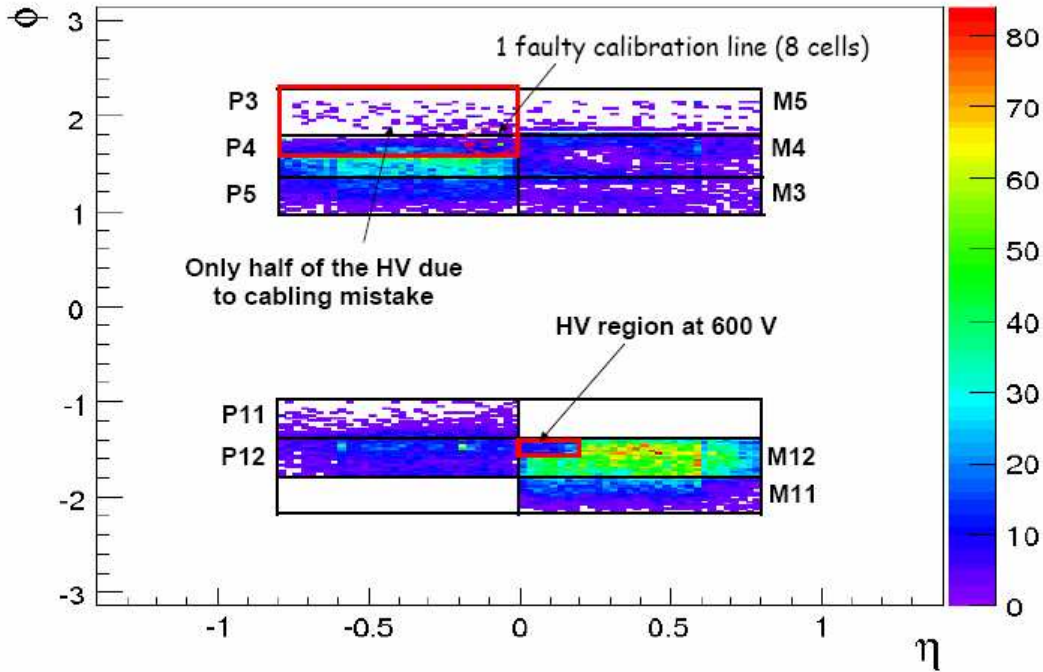 ϕ
3
2
1
0
-1
-2
-3
-1
-0.5
0
0.5
1
η
80
70
60
50
40
30
20
10
0
1 faulty calibration line (8 cells)
P3
M5
P4
M4
P5
M3
Only half of the HV due
to cabling mistake
HV region at 600 V
P11
P12
M12
M11